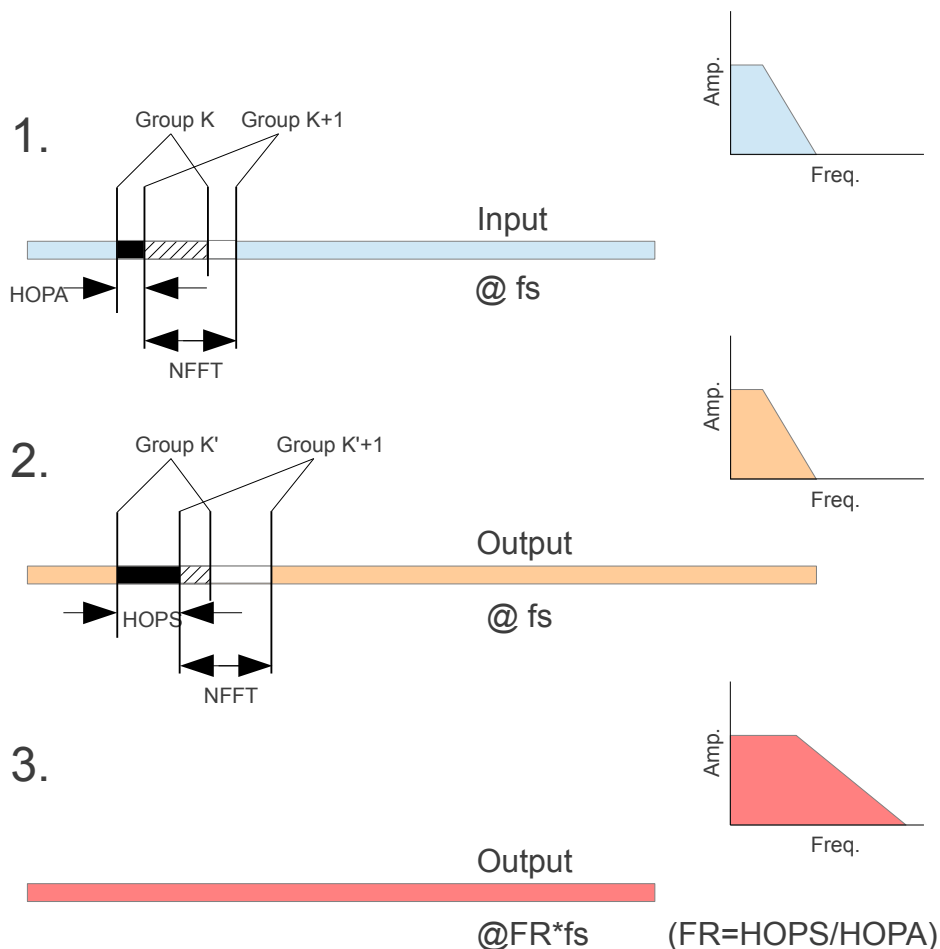 1.
Group K
Group K+1
Input
@ fs
HOPA
NFFT
Amp.
Freq.
2.
Group K'
Group K'+1
Output
@ fs
HOPS
NFFT
Amp.
Freq.
3.
Output
@FR*fs
(FR=HOPS/HOPA)
Amp.
Freq.